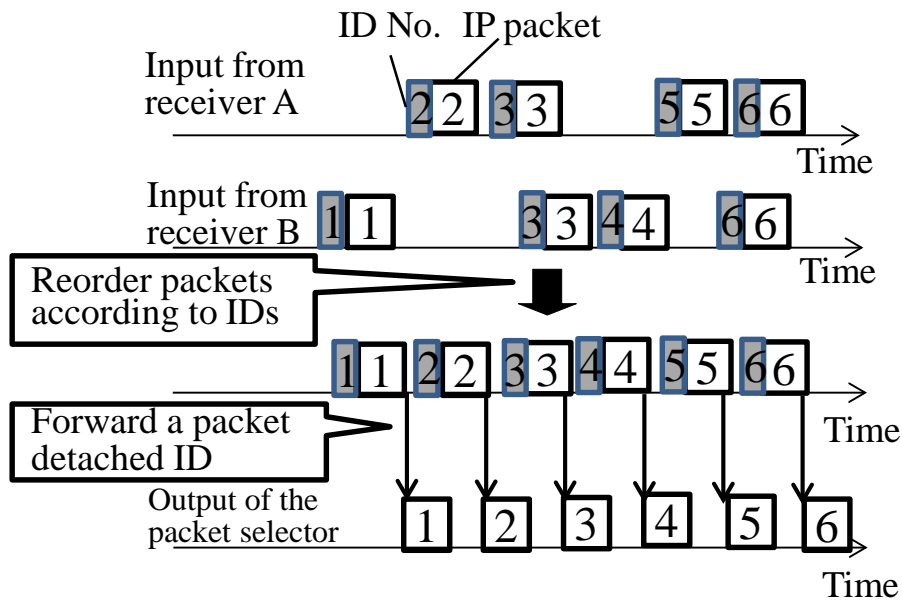 ID No. IP packet
Input from
receiver A
2 2 3 3 5 5 6 6
Time
Input from
receiver B
1 1 3 3 4 4 6 6
Time
Reorder packets
according to IDs
1 1 2 2 3 3 4 4 5 5 6 6
Time
Forward a packet
detached ID
Output of the
packet selector
1 2 3 4 5 6
Time